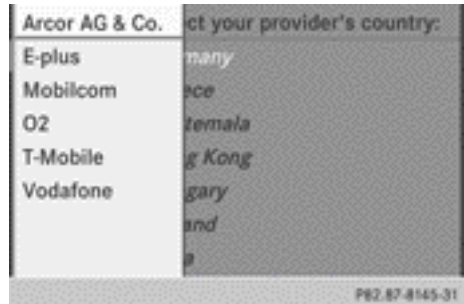 Arcor AG & Co.
E-plus
Mobilcom
O2
T-Mobile
Vodafone
ct your provider's country:
many
ece
temala
g Kong
gary
and
a
P82.87-8145-31